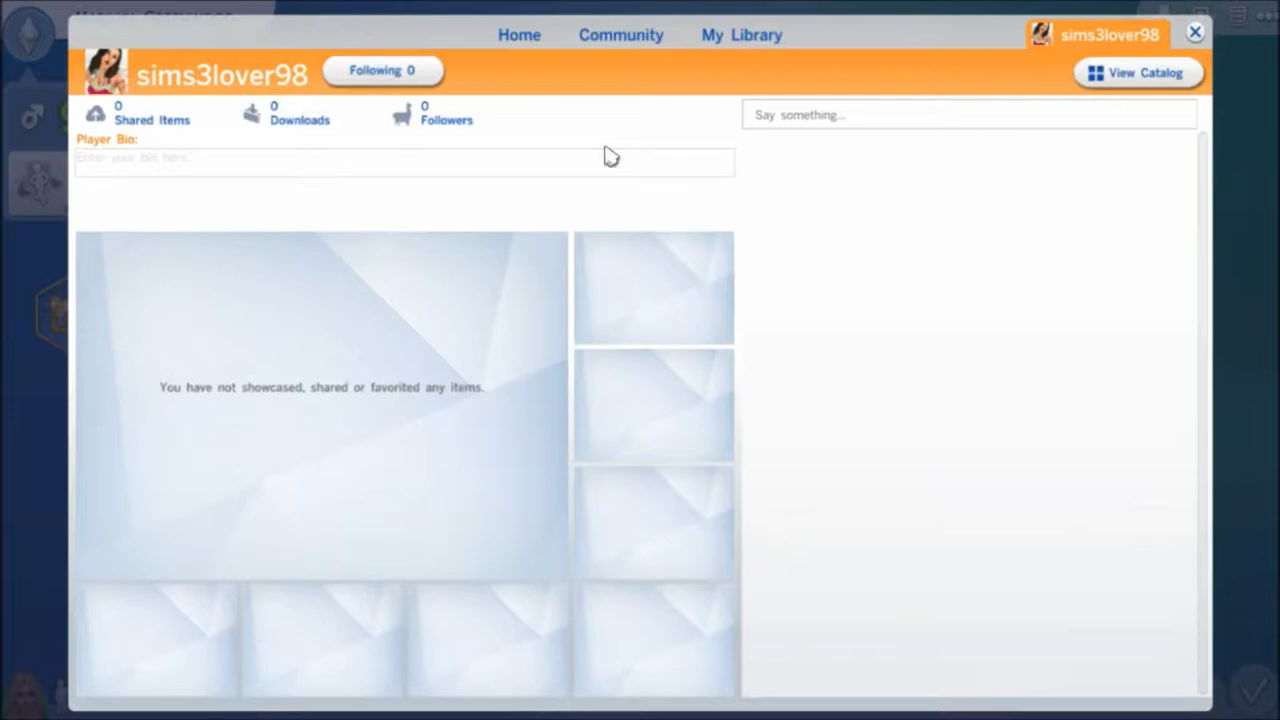 Home Community My Library sims3lover98
sims3lover98 Following 0 View Catalog
0 Shared Items
0 Downloads
0 Followers
Say something...
Player Bio:
Enter your bio here.
You have not showcased, shared or favorited any items.